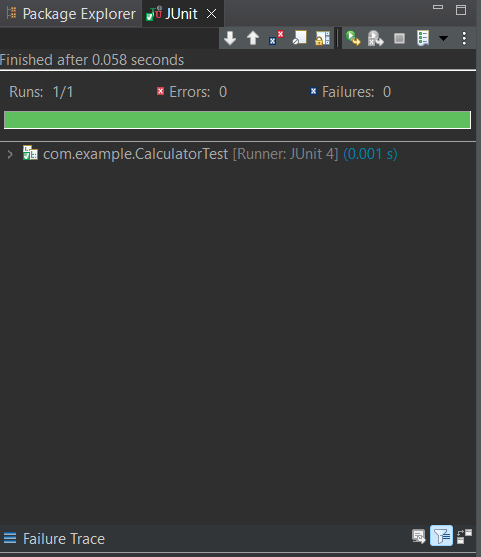 Package Explorer JUnit
Finished after 0.058 seconds
Runs: 1/1 Errors: 0 Failures: 0
com.example.CalculatorTest [Runner: JUnit 4] (0.001 s)
Failure Trace